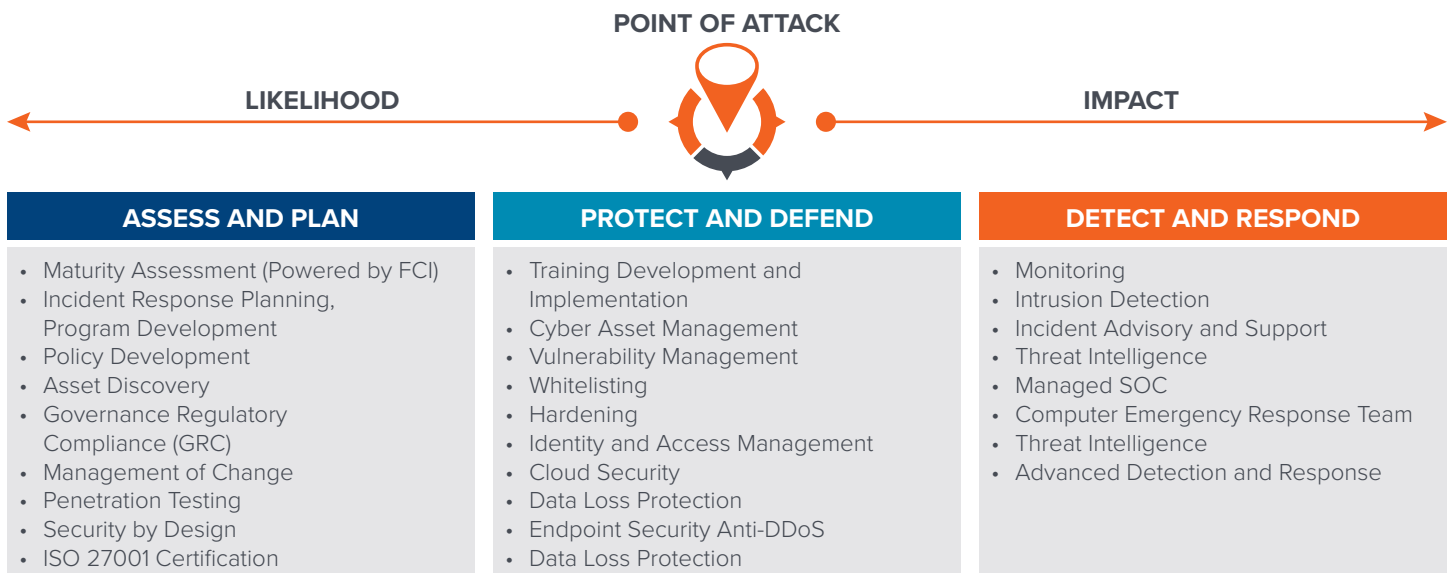 POINT OF ATTACK
LIKELIHOOD
IMPACT
ASSESS AND PLAN
• Maturity Assessment (Powered by FCI)
• Incident Response Planning,
Program Development
• Policy Development
• Asset Discovery
• Governance Regulatory
Compliance (GRC)
• Management of Change
• Penetration Testing
• Security by Design
• ISO 27001 Certification
PROTECT AND DEFEND
• Training Development and
Implementation
• Cyber Asset Management
• Vulnerability Management
• Whitelisting
• Hardening
• Identity and Access Management
• Cloud Security
• Data Loss Protection
• Endpoint Security Anti-DDoS
• Data Loss Protection
DETECT AND RESPOND
• Monitoring
• Intrusion Detection
• Incident Advisory and Support
• Threat Intelligence
• Managed SOC
• Computer Emergency Response Team
• Threat Intelligence
• Advanced Detection and Response